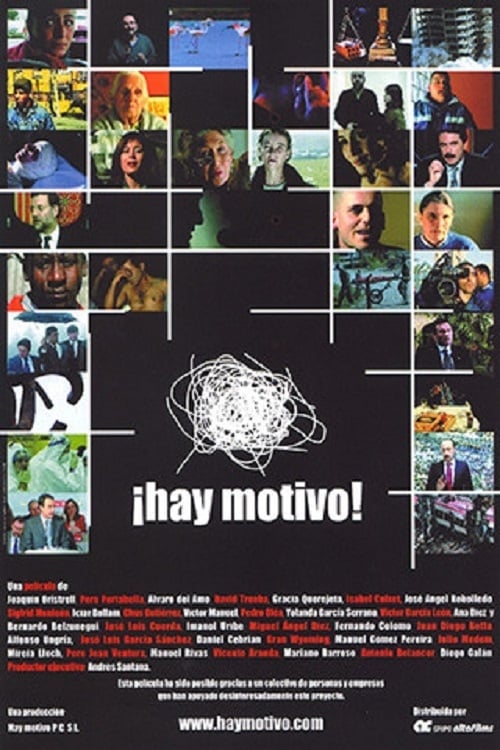 ¡hay motivo!
Una película de
Joaquín Oristrell, Pere Portabella, Álvaro del Amo, David Trueba, Gracia Querejeta, Isabel Coixet, José Ángel Rebolledo
Sigfrid Monleón, Icíar Bollaín, Chus Gutiérrez, Víctor Manuel, Pedro Olea, Yolanda García Serrano, Víctor García León, Ana Díez y
Bernardo Belzunegui, José Luis Cuerda, Imanol Uribe, Miguel Ángel Díez, Fernando Colomo, Juan Diego Botto
Alfonso Ungría, José Luis García Sánchez, Daniel Cebrián, Gran Wyoming, Manuel Gómez Pereira, Julio Medem
Mireia Lluch, Pere Joan Ventura, Manuel Rivas, Vicente Aranda, Mariano Barroso, Antonio Betancor, Diego Galán
Productor ejecutivo: Andrés Santana.
Esta película ha sido posible gracias a un colectivo de personas y empresas
que han apoyado desinteresadamente este proyecto.
Una producción
Hay motivo P.C. S.L.
www.haymotivo.com
Distribuida por
GRUPO altafilms